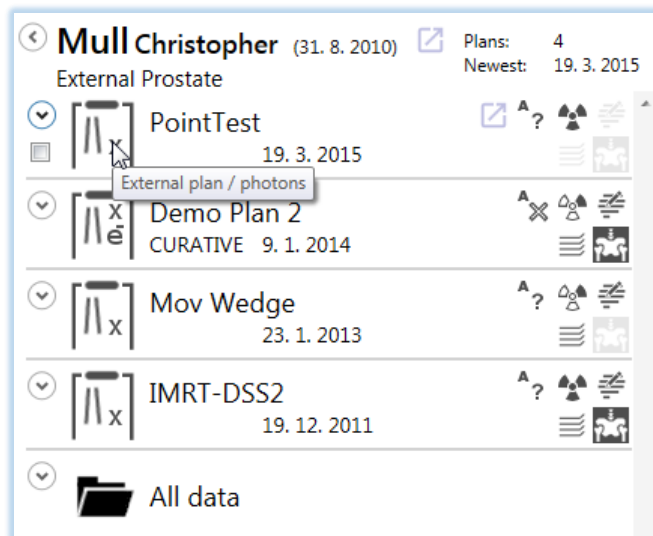 Mull Christopher (31. 8. 2010) Plans: 4
External Prostate Newest: 19. 3. 2015
PointTest A?
x 19. 3. 2015
External plan / photons
x Demo Plan 2 A
ē CURATIVE 9. 1. 2014
Mov Wedge A?
x 23. 1. 2013
IMRT-DSS2 A?
x 19. 12. 2011
All data